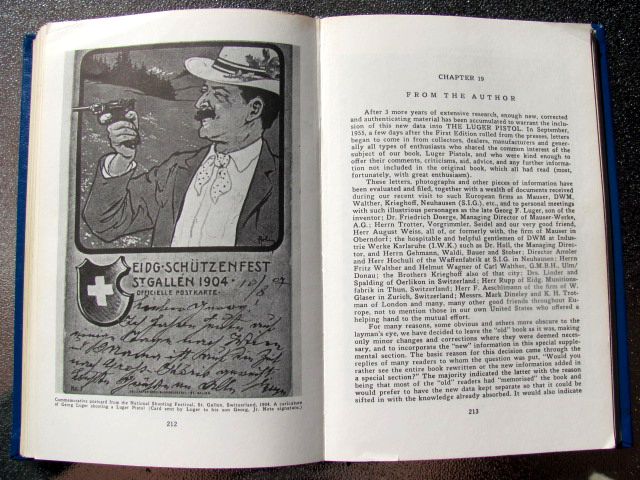 EIDG·SCHÜTZENFEST
ST GALLEN 1904·
OFFICIELLE POSTKARTE
No. 1
Commemorative postcard from the National Shooting Festival, St. Gallen, Switzerland, 1904. A caricature
of Georg Luger shooting a Luger Pistol (Card sent by Luger to his son Georg, Jr. Note signature.)
212
CHAPTER 19
FROM THE AUTHOR
After 3 more years of extensive research, enough new, corrected
and authenticating material has been accumulated to warrant the inclu-
sion of this new data into THE LUGER PISTOL. In September,
1955, a few days after the First Edition rolled from the presses, letters
began to come in from collectors, dealers, manufacturers and gener-
ally all types of enthusiasts who shared the common interest of the
subject of our book, Luger Pistols, and who were kind enough to
offer their comments, criticisms, aid, advice, and any further informa-
tion not included in the original book, which all had read (most,
fortunately, with great enthusiasm).
These letters, photographs and other pieces of information have
been evaluated and filed, together with a wealth of documents received
during our recent visit to such European firms as Mauser, DWM,
Walther, Krieghoff, Neuhausen (S.I.G.), etc., and to personal meetings
with such illustrious personages as the late Georg F. Luger, son of the
inventor; Dr. Friedrich Doerge, Managing Director of Mauser-Werke,
A.G.; Herrn Trotter, Vorgrimmler, Seidel and our very good friend,
Herr August Weiss, all of, or formerly with, the firm of Mauser in
Oberndorf; the hospitable and helpful gentlemen of DWM at Indus-
trie Werke Karlsruhe (I.W.K.) such as Dr. Holl, the Managing Direc-
tor, and Herrn Gehmann, Waldi, Bauer and Stober; Director Amsler
and Herr Hochuli of the Waffenfabrik at S.I.G in Neuhausen; Herrn
Fritz Walther and Helmut Wagner of Carl Walther, G.M.B.H., Ulm/
Donau; the Brothers Krieghoff also of this city; Drs. Linder and
Spalding of Oerlikon in Switzerland; Herr Rupp of Eidg. Munitions-
fabrik in Thun, Switzerland; Herr F. Aeschlimann of the firm of W.
Glaser in Zurich, Switzerland; Messrs. Mark Dineley and K. H. Trot-
man of London and many, many other good friends throughout Eu-
rope, not to mention those in our own United States who offered a
helping hand to the mutual effort.
For many reasons, some obvious and others more obscure to the
layman's eye, we have decided to leave the "old" book as it was, making
only minor changes and corrections where they were deemed necessary,
and to incorporate the "new" information in this special supple-
mental section. The basic reason for this decision came through the
replies of many readers to whom the question was put, "Would you
rather see the entire book rewritten or the new information added in
a special section?" The majority indicated the latter with the reason
being that most of the "old" readers had "memorised" the book and
would prefer to have the new data kept separate so that it could be
sifted in with the knowledge already absorbed. It would also indicate
213